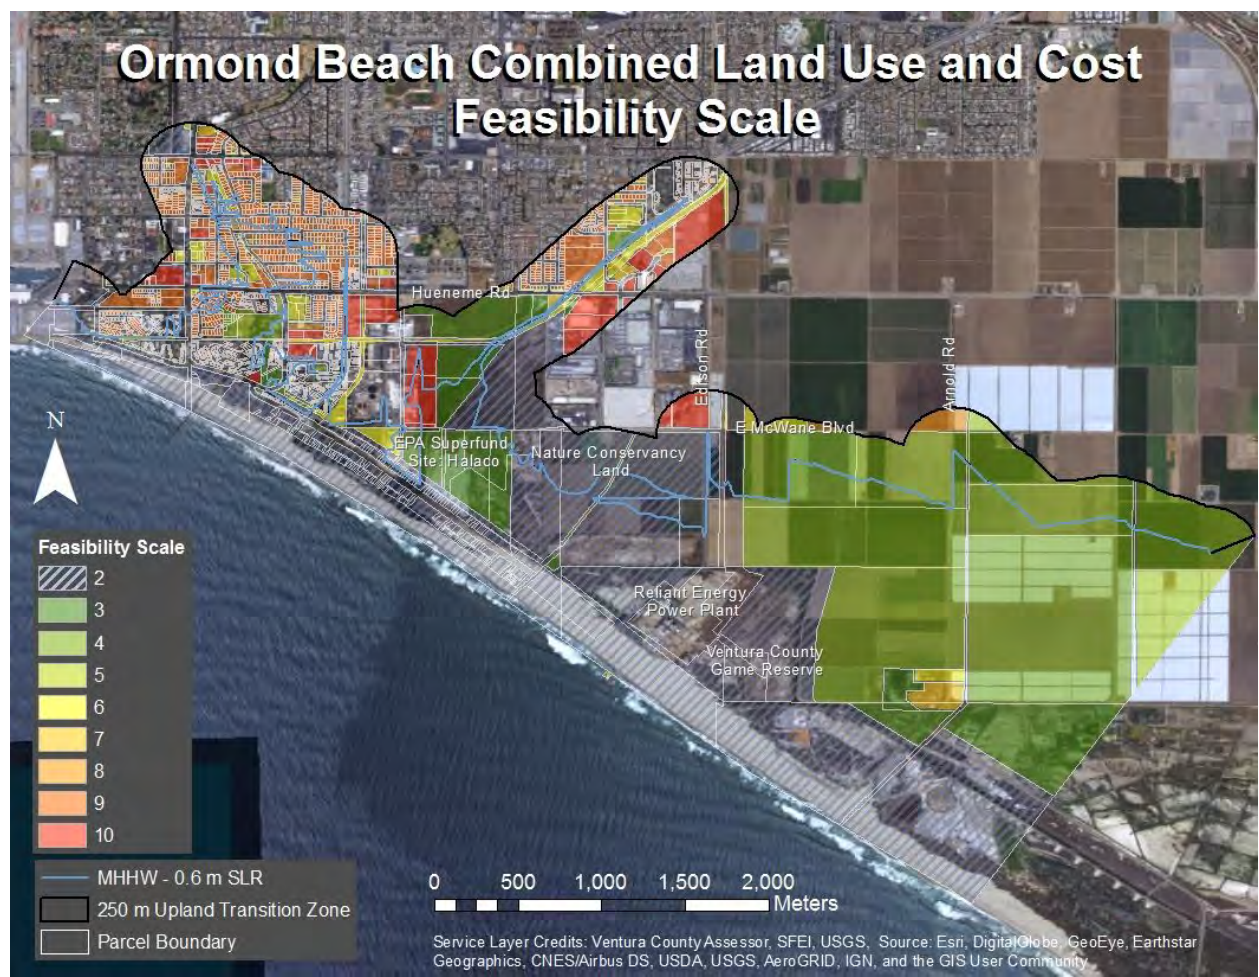 Ormond Beach Combined Land Use and Cost
Feasibility Scale
Hueneme Rd
Edison Rd
Arnold Rd
E McWane Blvd
EPA Superfund
Site: Halaco
Nature Conservancy
Land
Reliant Energy
Power Plant
Ventura County
Game Reserve
N
Feasibility Scale
2
3
4
5
6
7
8
9
10
MHHW - 0.6 m SLR
250 m Upland Transition Zone
Parcel Boundary
0 500 1,000 1,500 2,000
Meters
Service Layer Credits: Ventura County Assessor, SFEI, USGS, Source: Esri, DigitalGlobe, GeoEye, Earthstar
Geographics, CNES/Airbus DS, USDA, USGS, AeroGRID, IGN, and the GIS User Community